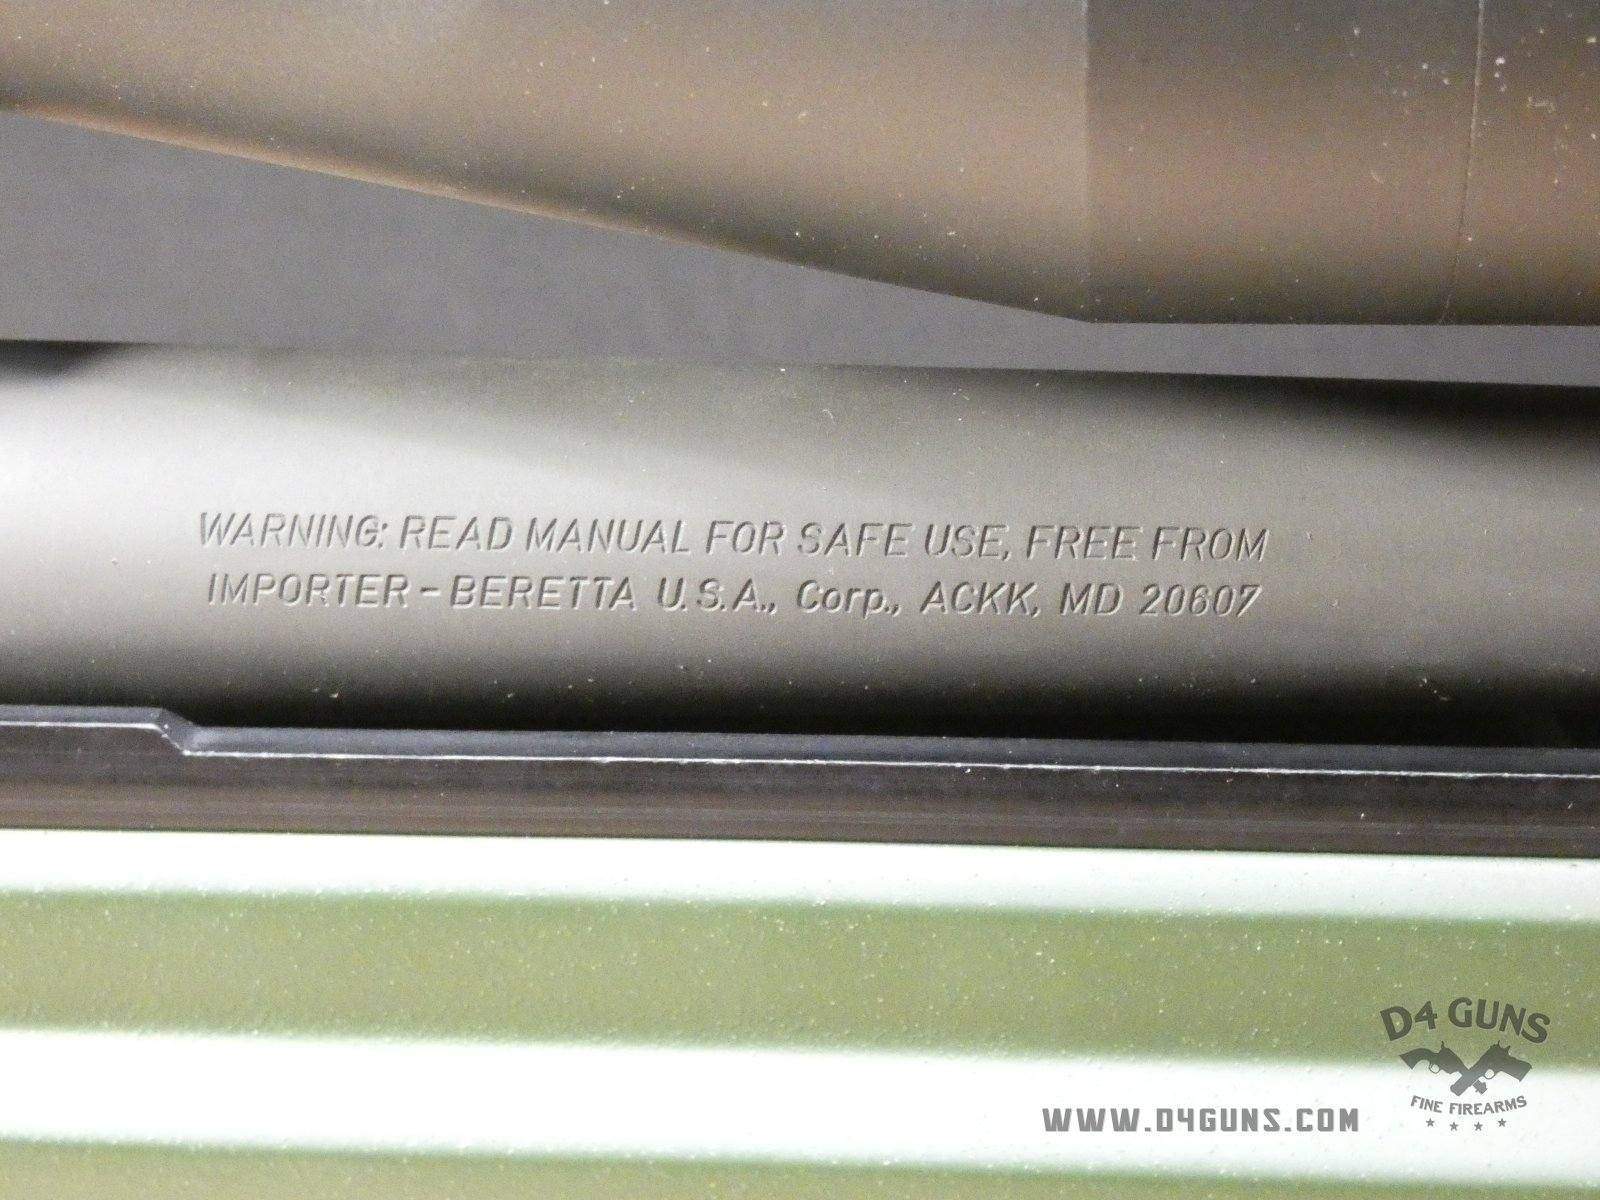 WARNING: READ MANUAL FOR SAFE USE, FREE FROM
IMPORTER - BERETTA U.S.A., Corp., ACKK, MD 20607
D4 GUNS
FINE FIREARMS
WWW.D4GUNS.COM